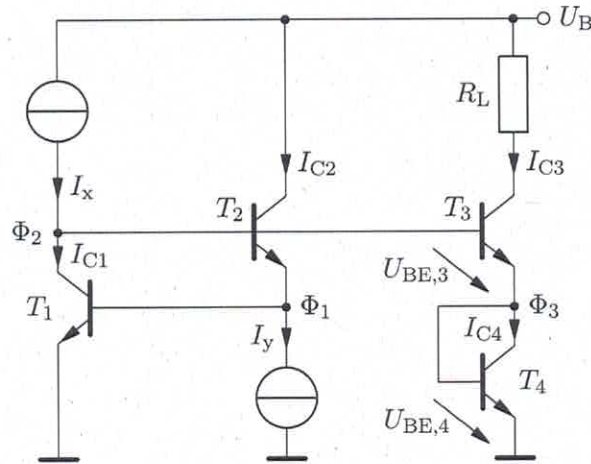 U_B
R_L
I_C2
I_C3
I_x
T_2
T_3
Φ_2
I_C1
U_BE,3
T_1
Φ_1
Φ_3
I_y
I_C4
T_4
U_BE,4